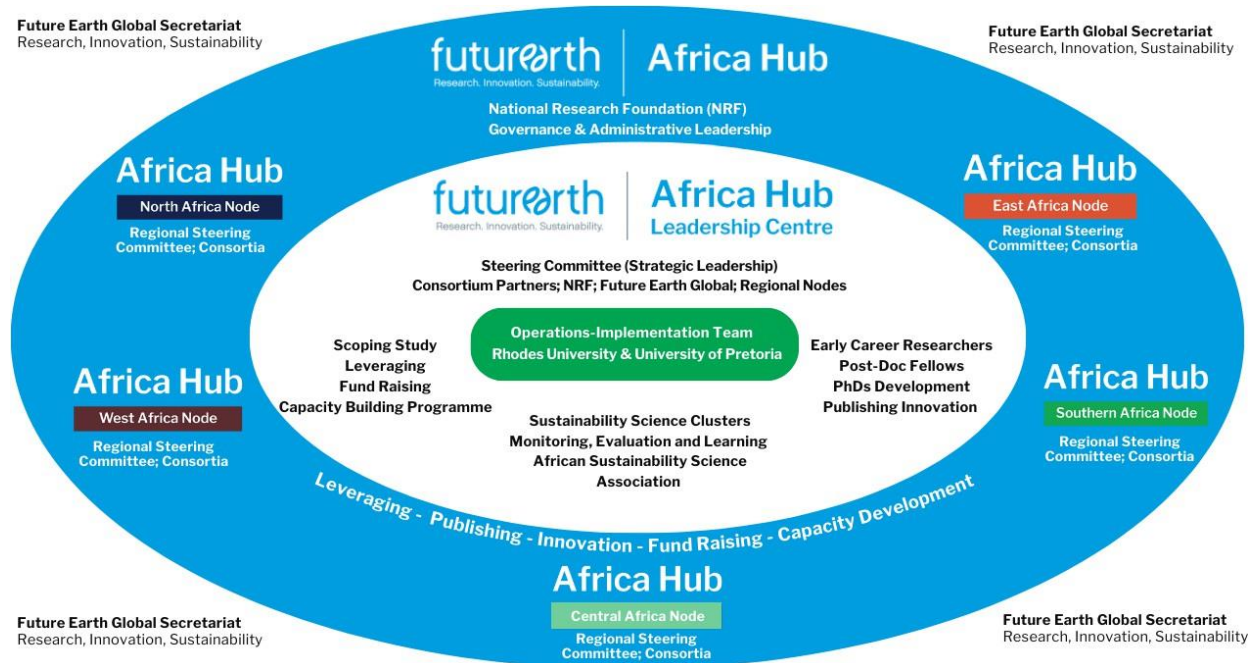 Future Earth Global Secretariat
Research, Innovation, Sustainability
Future Earth Global Secretariat
Research, Innovation, Sustainability
futurearth
Research. Innovation. Sustainability.
Africa Hub
National Research Foundation (NRF)
Governance & Administrative Leadership
Africa Hub
North Africa Node
Regional Steering
Committee; Consortia
Africa Hub
East Africa Node
Regional Steering
Committee; Consortia
futurearth
Research. Innovation. Sustainability.
Africa Hub
Leadership Centre
Steering Committee (Strategic Leadership)
Consortium Partners; NRF; Future Earth Global; Regional Nodes
Operations-Implementation Team
Rhodes University & University of Pretoria
Scoping Study
Leveraging
Fund Raising
Capacity Building Programme
Early Career Researchers
Post-Doc Fellows
PhDs Development
Publishing Innovation
Sustainability Science Clusters
Monitoring, Evaluation and Learning
African Sustainability Science
Association
Africa Hub
West Africa Node
Regional Steering
Committee; Consortia
Africa Hub
Southern Africa Node
Regional Steering
Committee; Consortia
Leveraging - Publishing - Innovation - Fund Raising - Capacity Development
Africa Hub
Central Africa Node
Regional Steering
Committee; Consortia
Future Earth Global Secretariat
Research, Innovation, Sustainability
Future Earth Global Secretariat
Research, Innovation, Sustainability